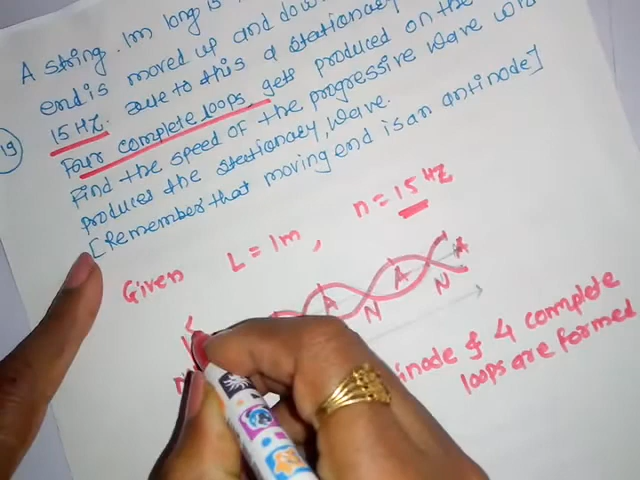 A string 1m long is
end is moved up and dow
15 HZ. Due to this a stationary
Four complete loops, gets produced on the
Find the speed of the progressive wave wh
produces the stationary, wave.
[Remember that moving end is an antinode]
19
Given L = 1m, n = 15 HZ
A A A
N N
inode & 4 complete
loops are formed